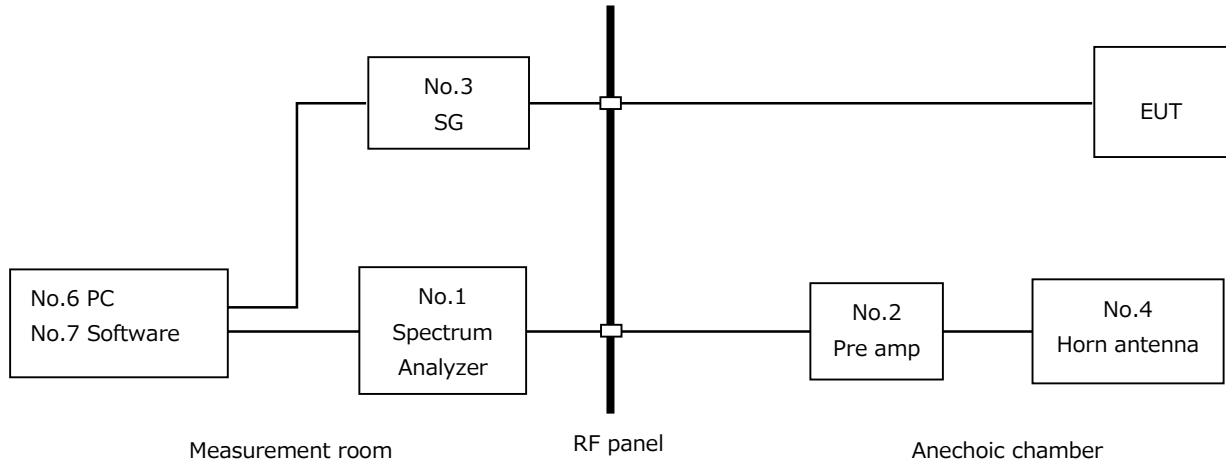 No.3
SG
EUT
No.6 PC
No.7 Software
No.1
Spectrum
Analyzer
No.2
Pre amp
No.4
Horn antenna
Measurement room
RF panel
Anechoic chamber